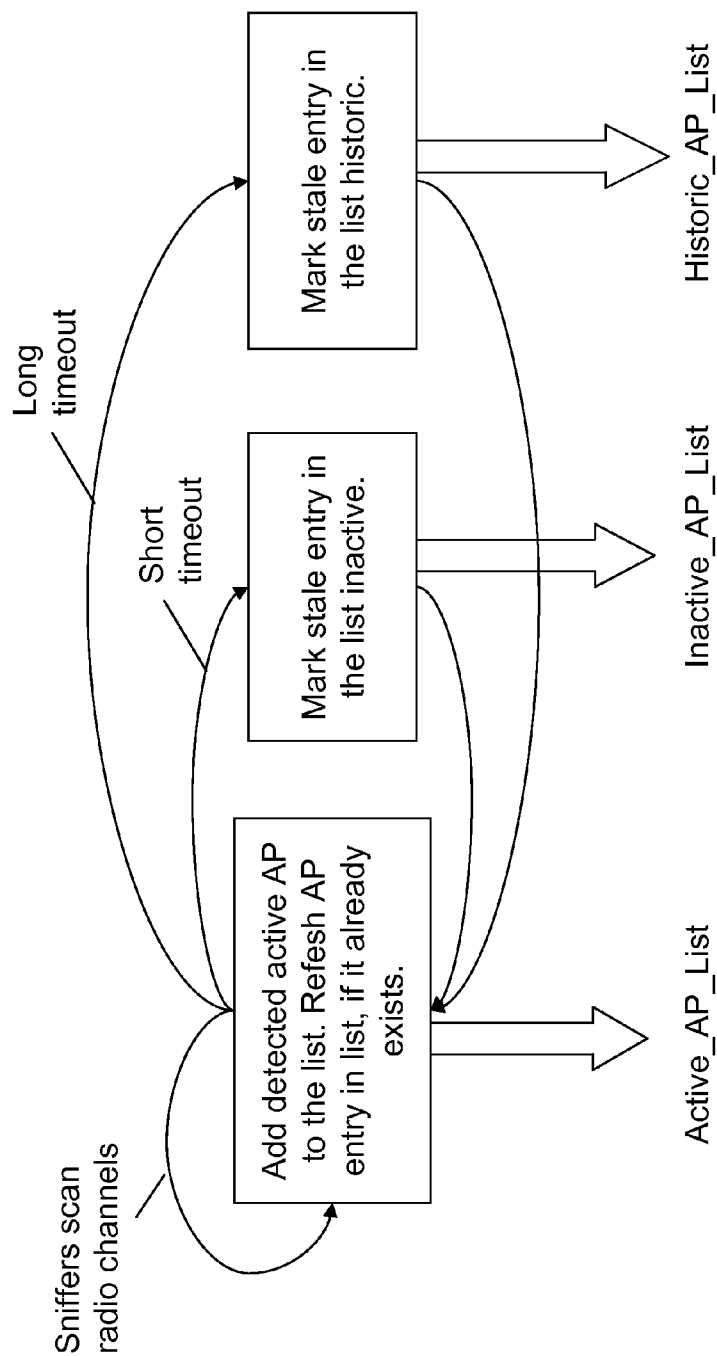 Sniffers scan
radio channels
Short
timeout
Long
timeout
Add detected active AP
to the list. Refesh AP
entry in list, if it already
exists.
Mark stale entry in
the list inactive.
Mark stale entry in
the list historic.
Active_AP_List
Inactive_AP_List
Historic_AP_List